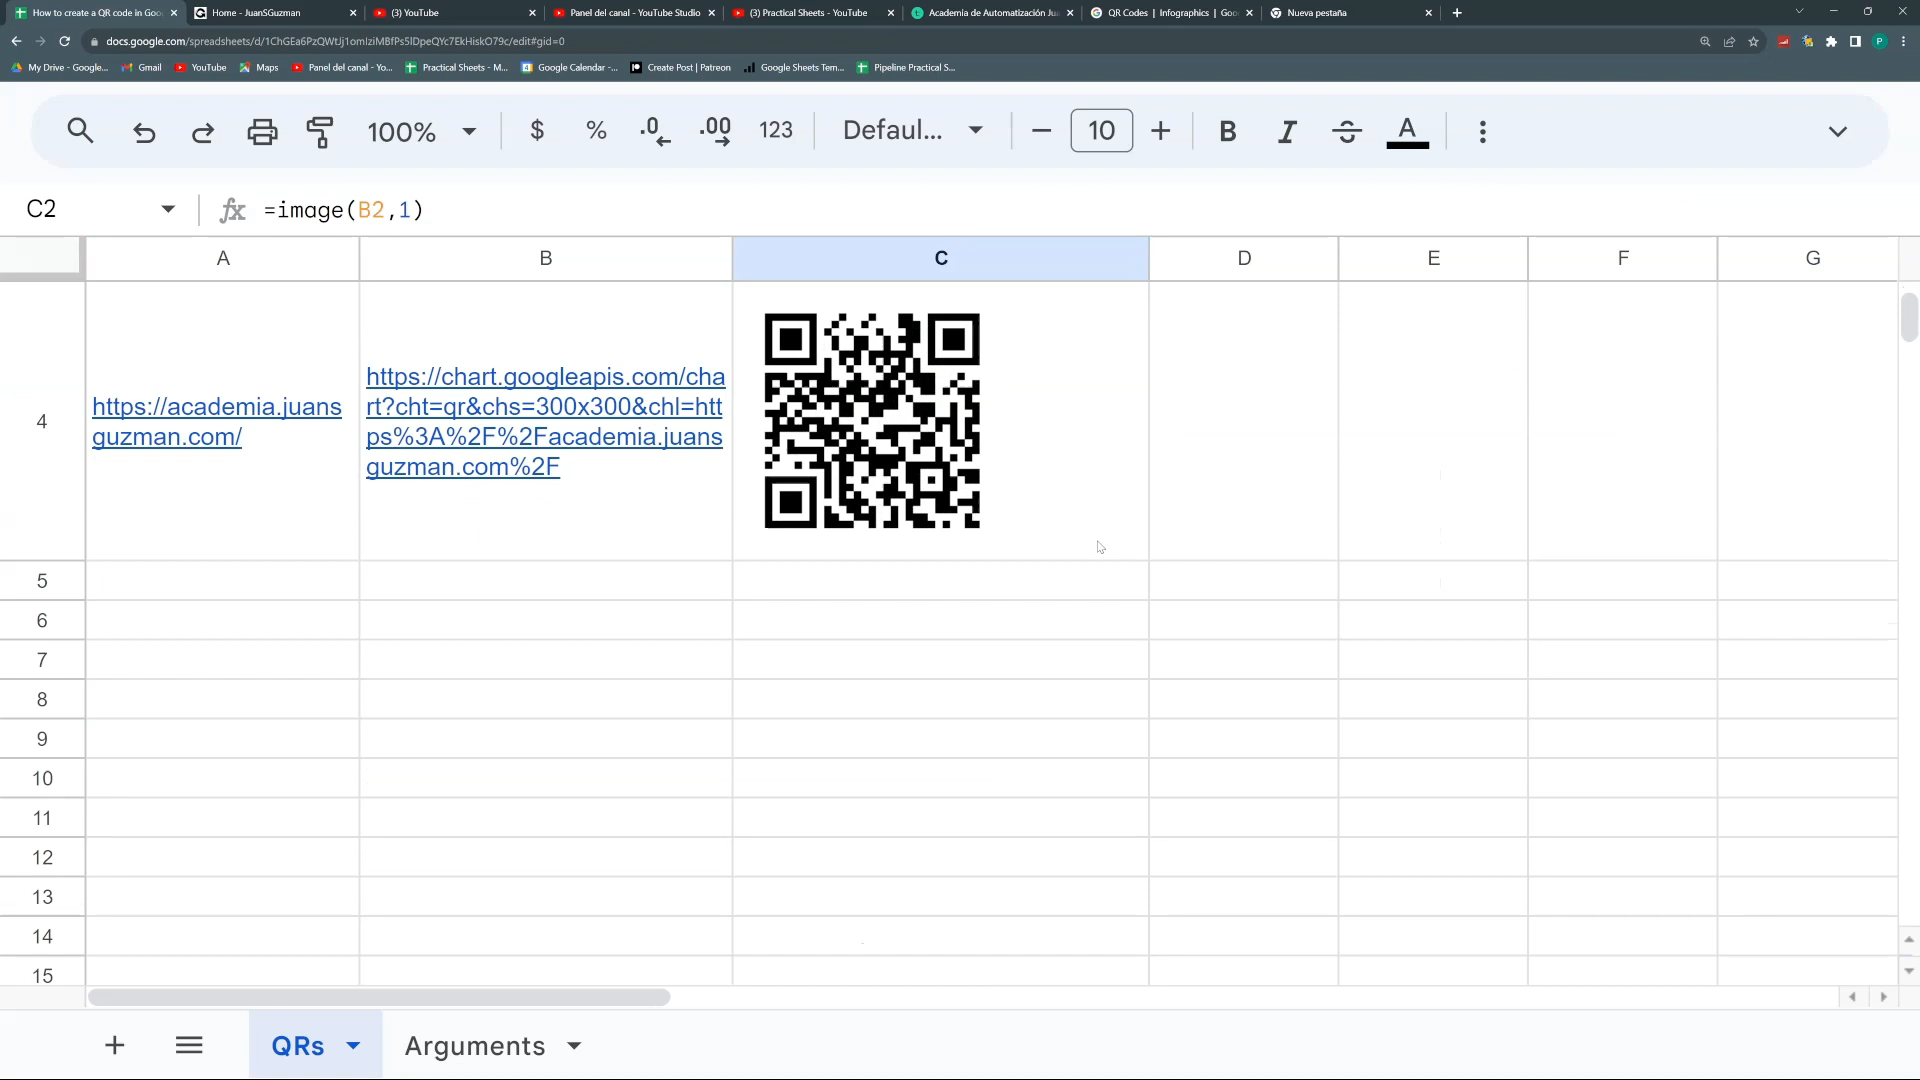 How to create a QR code in Goo
Home - JuanSGuzman
(3) YouTube
Panel del canal - YouTube Studio
(3) Practical Sheets - YouTube
Academia de Automatización Ju
QR Codes | Infographics | Goo
Nueva pestaña
docs.google.com/spreadsheets/d/1ChGEa6PzQWtJj1omIziMBfPs5lDpeQYc7EkHiskO79c/edit#gid=0
P
My Drive - Google...
Gmail
YouTube
Maps
Panel del canal - Yo...
Practical Sheets - M...
Google Calendar -...
Create Post | Patreon
Google Sheets Tem...
Pipeline Practical S...
100%
$
%
.0
.00
123
Defaul...
10
B
I
S
A
C2
fx
=image(B2,1)
A
B
C
D
E
F
G
4
https://academia.juans
guzman.com/
https://chart.googleapis.com/cha
rt?cht=qr&chs=300x300&chl=htt
ps%3A%2F%2Facademia.juans
guzman.com%2F
5
6
7
8
9
10
11
12
13
14
15
QRs
Arguments